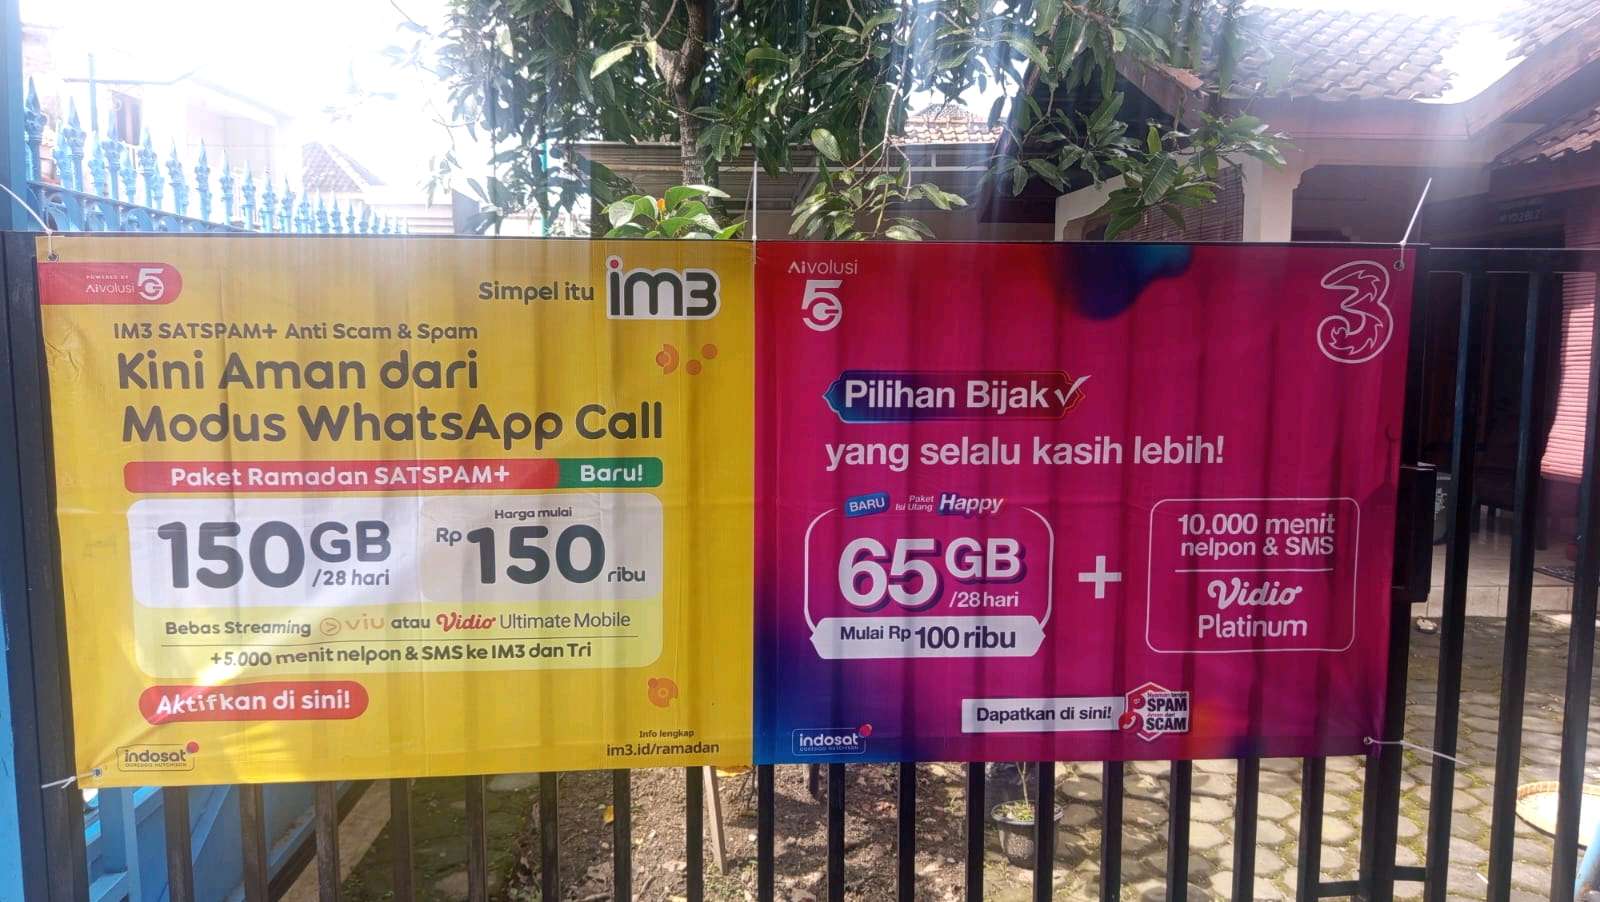 POWERED BY
AIvolusi 5G
Simpel itu im3
IM3 SATSPAM+ Anti Scam & Spam
Kini Aman dari
Modus WhatsApp Call
Paket Ramadan SATSPAM+ Baru!
150GB
/28 hari
Harga mulai
Rp 150 ribu
Bebas Streaming viu atau Vidio Ultimate Mobile
+5.000 menit nelpon & SMS ke IM3 dan Tri
Aktifkan di sini!
indosat
OOREDOO HUTCHISON
Info lengkap
im3.id/ramadan
AIvolusi
5G
3
Pilihan Bijak
yang selalu kasih lebih!
BARU Paket Isi Ulang Happy
65GB
/28 hari
Mulai Rp 100 ribu
+
10.000 menit
nelpon & SMS
Vidio
Platinum
Dapatkan di sini!
SPAM
SCAM
indosat
OOREDOO HUTCHISON